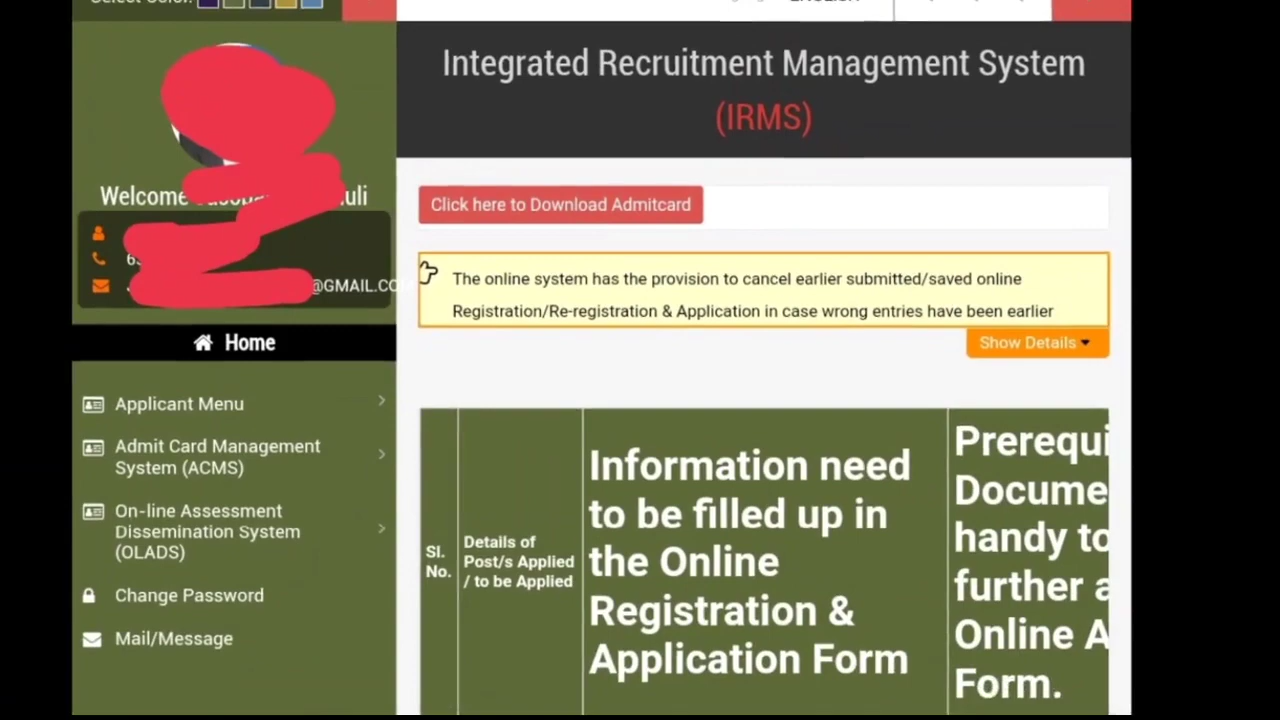 Integrated Recruitment Management System
(IRMS)
Welcome
uli
@GMAIL.COM
Home
Applicant Menu
Admit Card Management
System (ACMS)
On-line Assessment
Dissemination System
(OLADS)
Change Password
Mail/Message
Click here to Download Admitcard
The online system has the provision to cancel earlier submitted/saved online
Registration/Re-registration & Application in case wrong entries have been earlier
Show Details
Sl.
No.
Details of
Post/s Applied
/ to be Applied
Information need
to be filled up in
the Online
Registration &
Application Form
Prerequi
Docume
handy to
further a
Online A
Form.